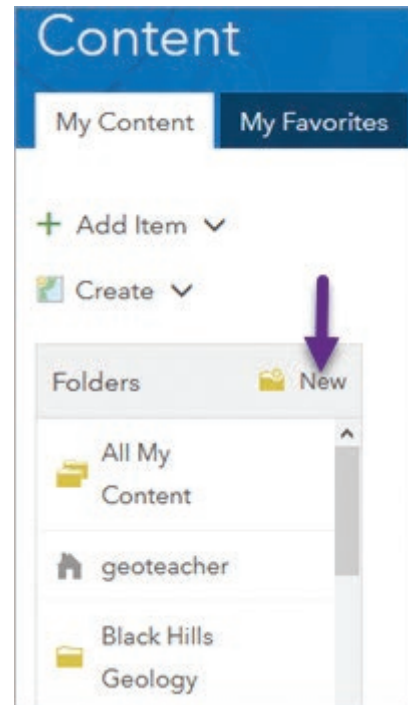 Content
My Content My Favorites
Add Item
Create
Folders New
All My
Content
geoteacher
Black Hills
Geology